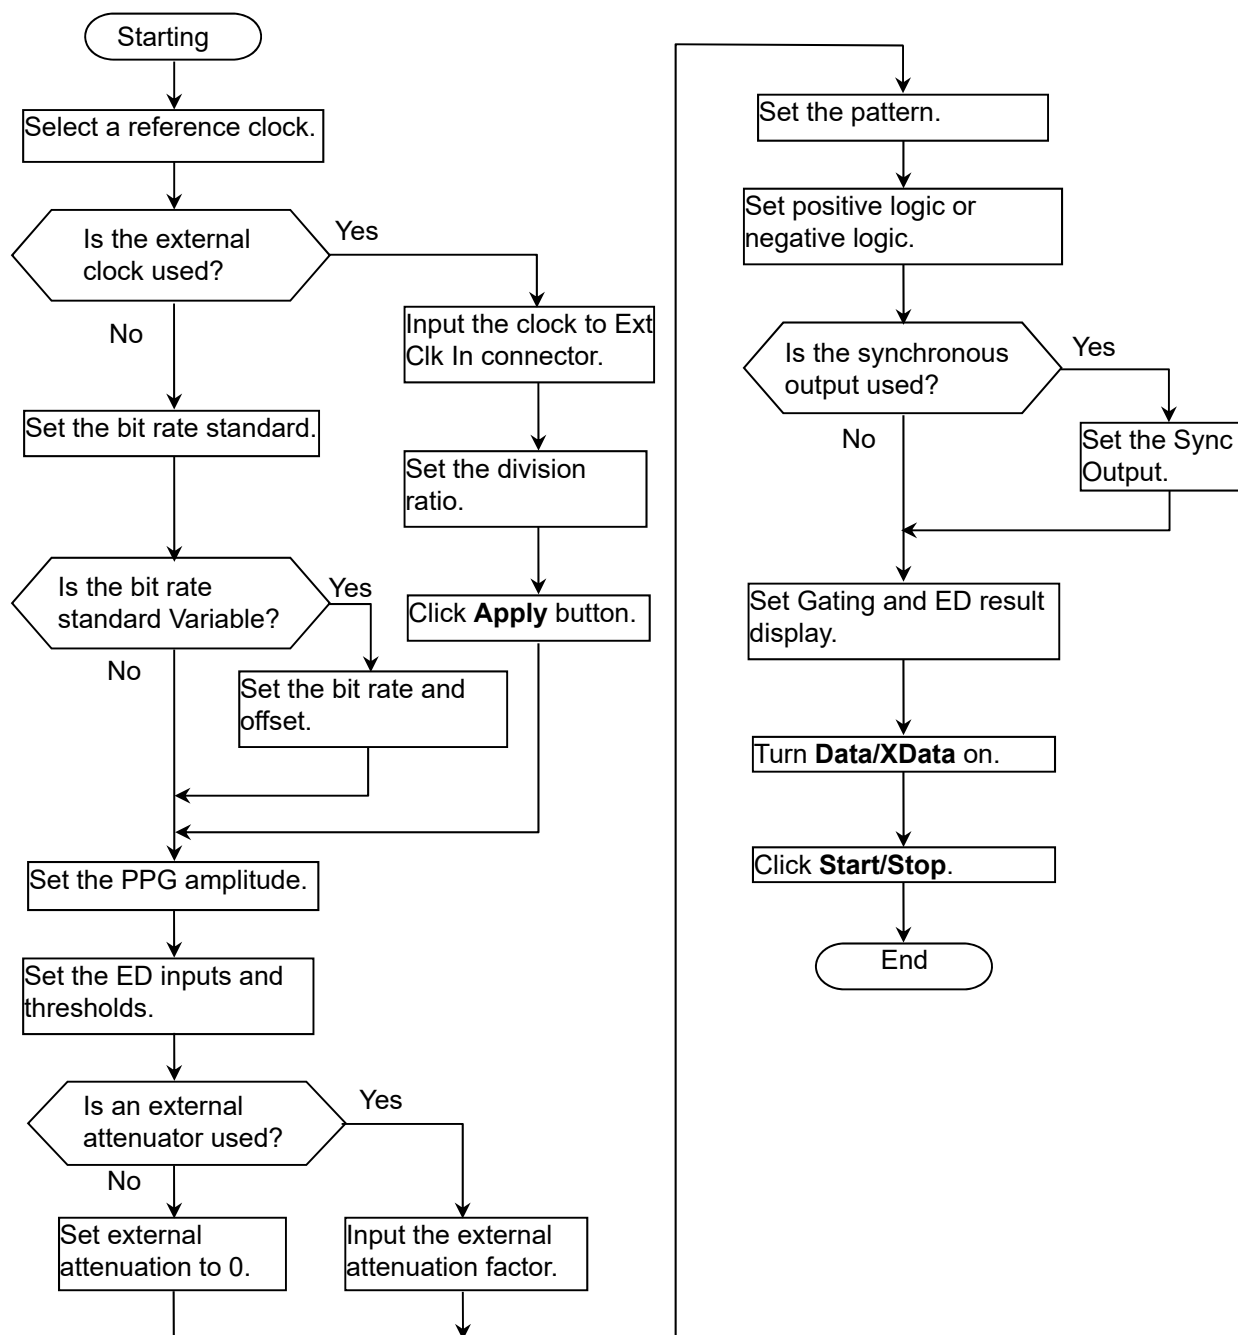 Starting
Select a reference clock.
Is the external
clock used?
Yes
No
Input the clock to Ext
Clk In connector.
Set the bit rate standard.
Set the division
ratio.
Is the bit rate
standard Variable?
Yes
No
Click Apply button.
Set the bit rate and
offset.
Set the PPG amplitude.
Set the ED inputs and
thresholds.
Is an external
attenuator used?
Yes
No
Set external
attenuation to 0.
Input the external
attenuation factor.
Set the pattern.
Set positive logic or
negative logic.
Is the synchronous
output used?
Yes
No
Set the Sync
Output.
Set Gating and ED result
display.
Turn Data/XData on.
Click Start/Stop.
End